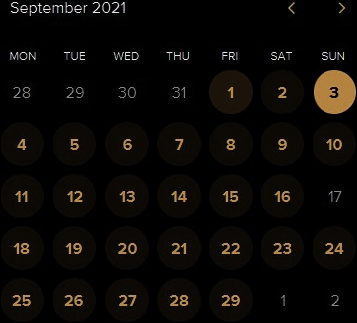 September 2021
MON TUE WED THU FRI SAT SUN
28 29 30 31 1 2 3
4 5 6 7 8 9 10
11 12 13 14 15 16 17
18 19 20 21 22 23 24
25 26 27 28 29 1 2